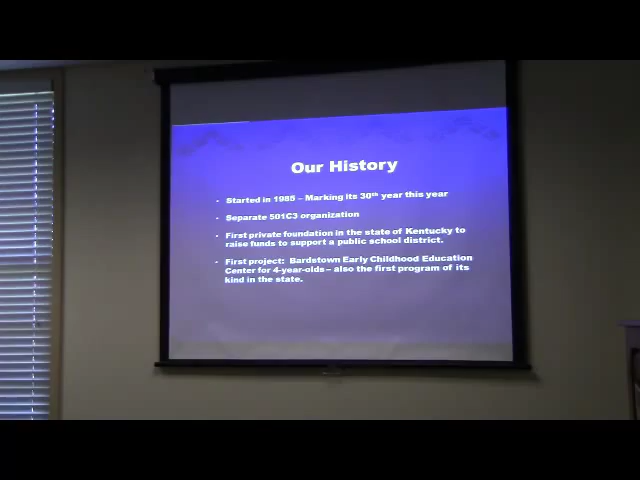 Our History
- Started in 1985 – Marking its 30th year this year
- Separate 501C3 organization
- First private foundation in the state of Kentucky to
raise funds to support a public school district.
- First project: Bardstown Early Childhood Education
Center for 4-year-olds – also the first program of its
kind in the state.